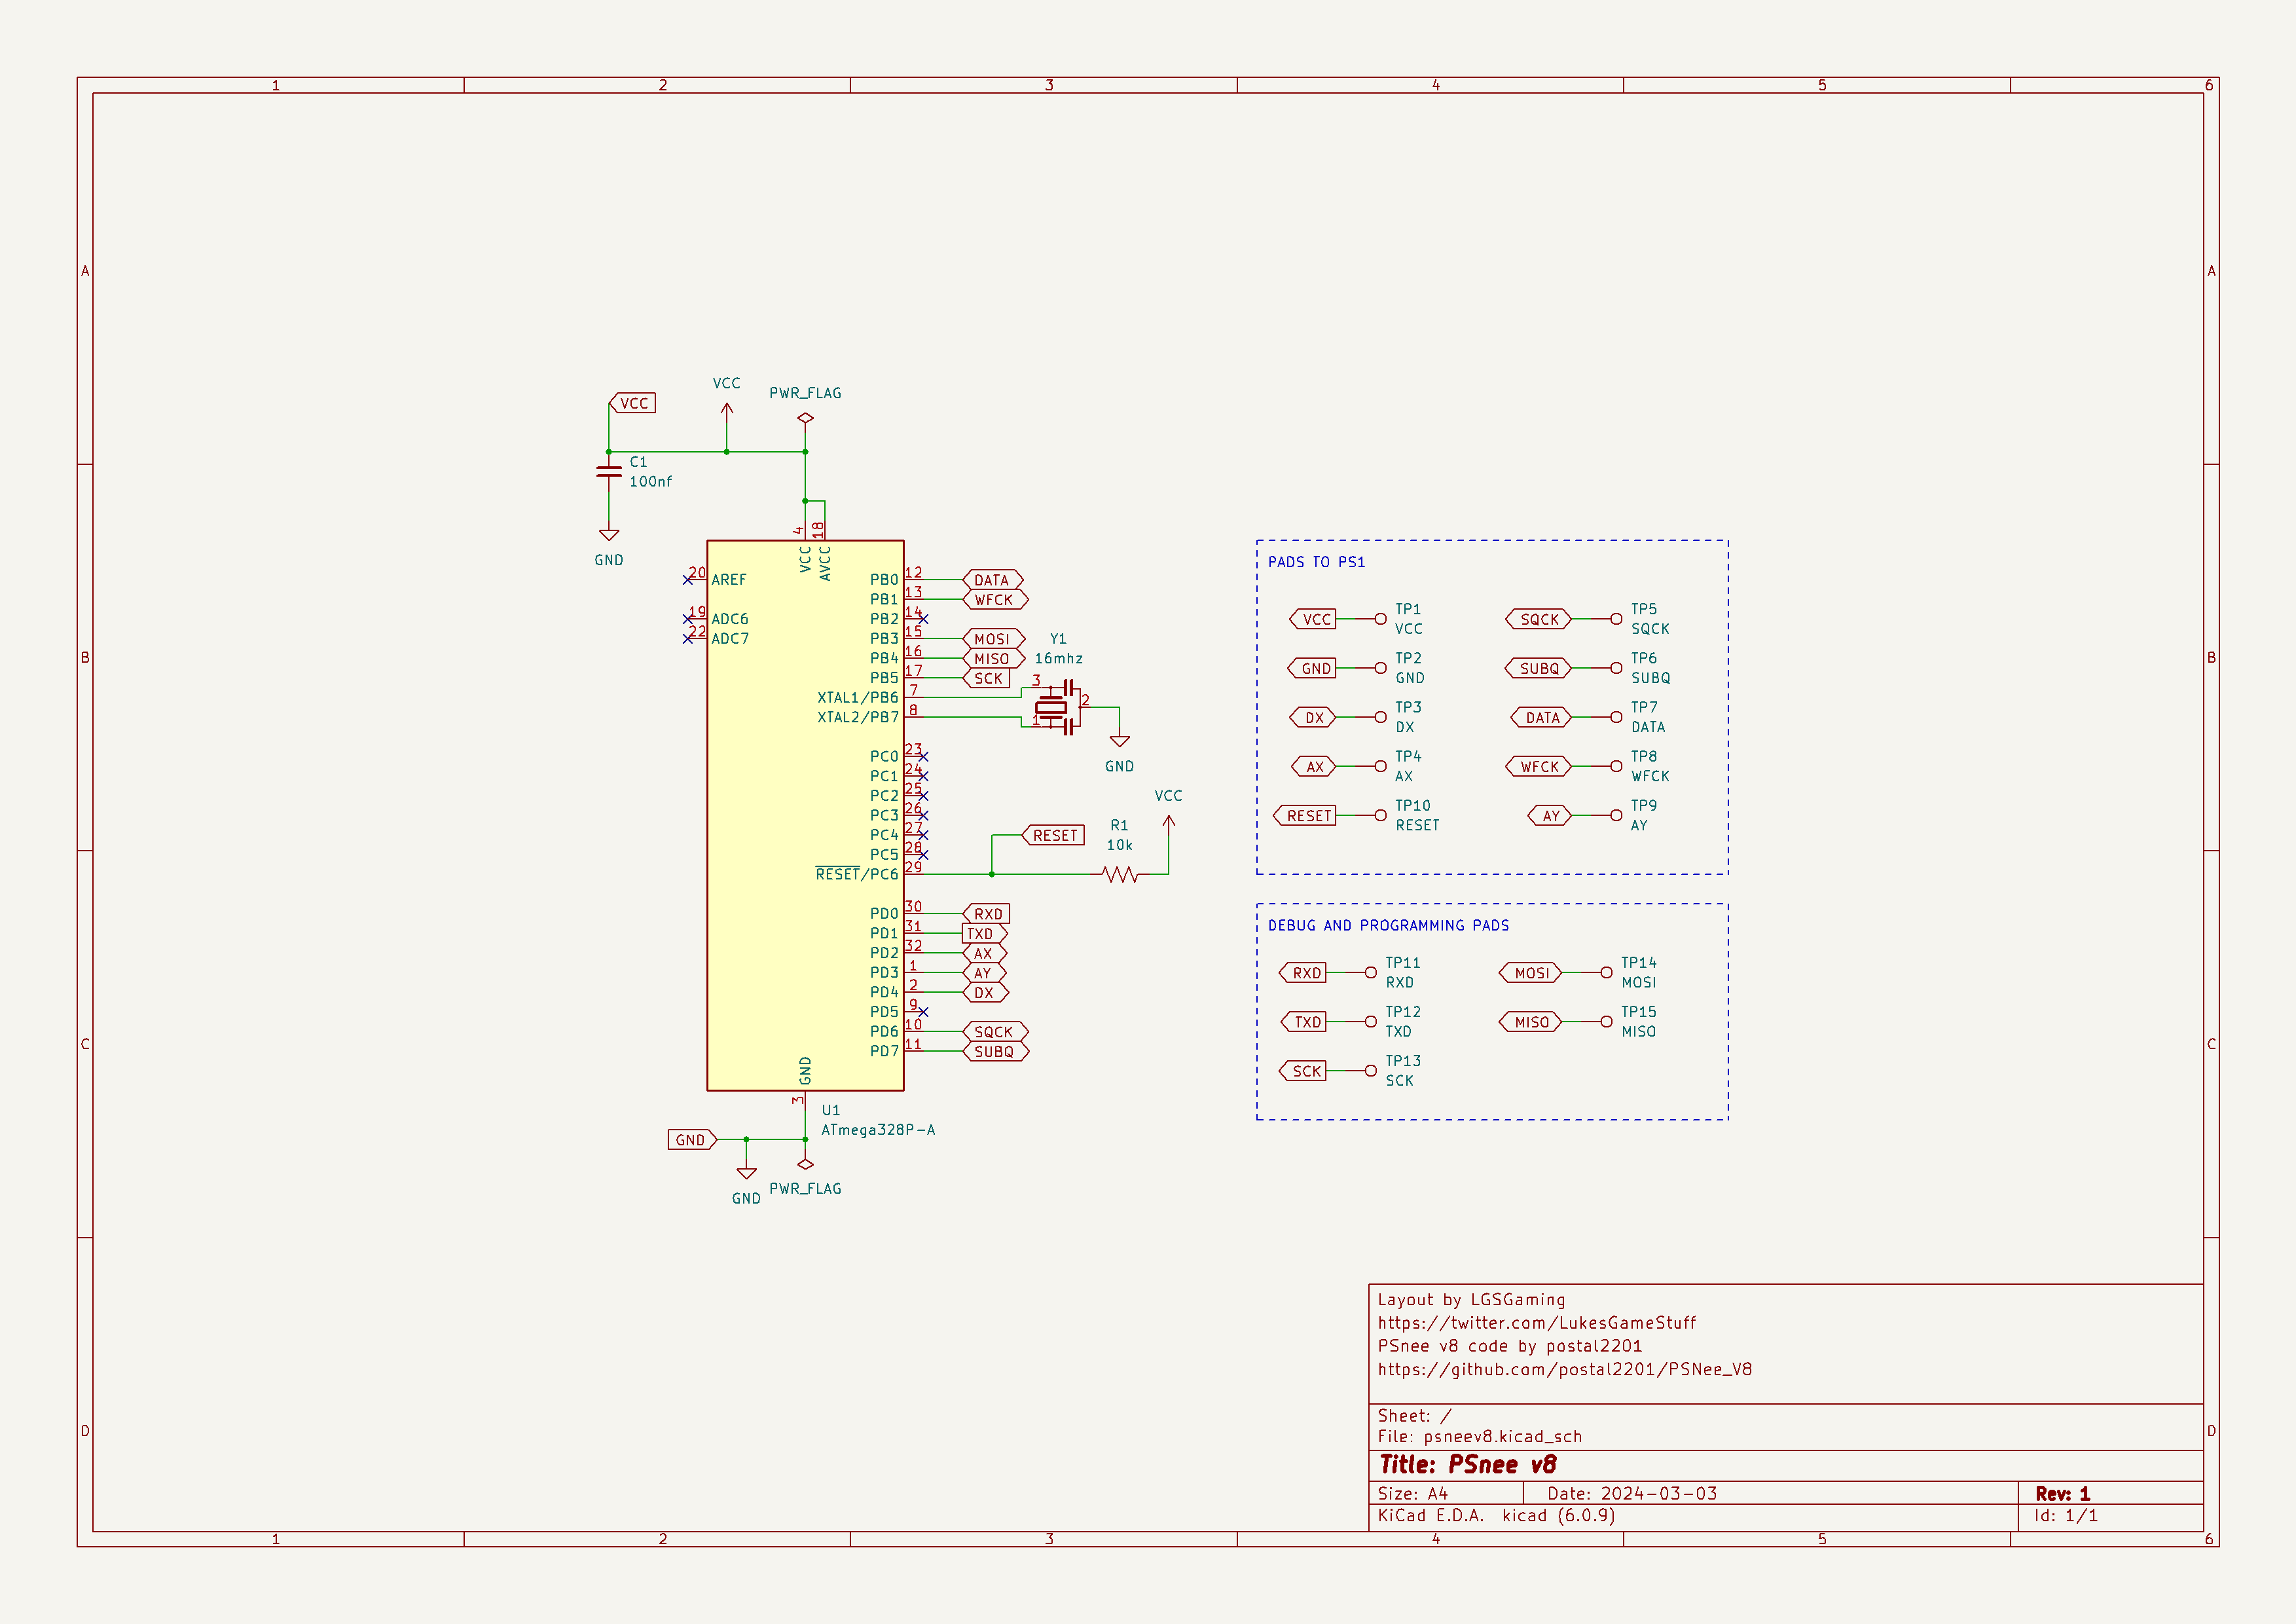 1 2 3 4 5 6
A A
B B
C C
D D
VCC
PWR_FLAG
VCC
C1
100nf
GND
4 18
VCC AVCC
20 AREF
19 ADC6
22 ADC7
PB0 12 DATA
PB1 13 WFCK
PB2 14
PB3 15 MOSI
PB4 16 MISO
PB5 17 SCK
XTAL1/PB6 7
XTAL2/PB7 8
Y1
16mhz
3
2
1
GND
PC0 23
PC1 24
PC2 25
PC3 26
PC4 27
PC5 28
RESET/PC6 29
RESET
R1
10k
VCC
PD0 30 RXD
PD1 31 TXD
PD2 32 AX
PD3 1 AY
PD4 2 DX
PD5 9
PD6 10 SQCK
PD7 11 SUBQ
GND
3
U1
ATmega328P-A
GND
GND
PWR_FLAG
PADS TO PS1
VCC TP1
VCC
GND TP2
GND
DX TP3
DX
AX TP4
AX
RESET TP10
RESET
SQCK TP5
SQCK
SUBQ TP6
SUBQ
DATA TP7
DATA
WFCK TP8
WFCK
AY TP9
AY
DEBUG AND PROGRAMMING PADS
RXD TP11
RXD
TXD TP12
TXD
SCK TP13
SCK
MOSI TP14
MOSI
MISO TP15
MISO
Layout by LGSGaming
https://twitter.com/LukesGameStuff
PSnee v8 code by postal2201
https://github.com/postal2201/PSNee_V8
Sheet: /
File: psneev8.kicad_sch
Title: PSnee v8
Size: A4 Date: 2024-03-03 Rev: 1
KiCad E.D.A. kicad (6.0.9) Id: 1/1
1 2 3 4 5 6